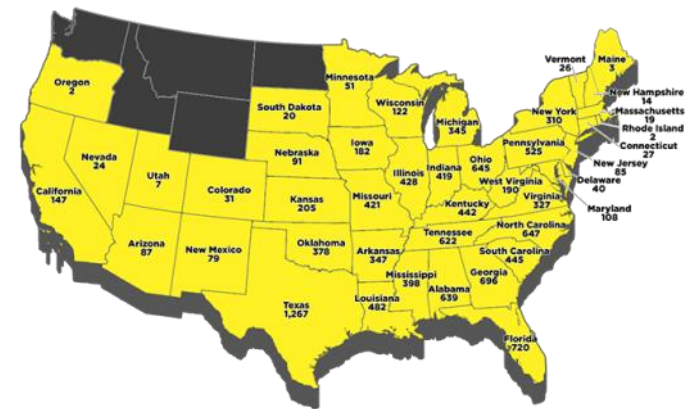 Oregon
2
Nevada
24
California
147
Utah
7
Arizona
87
Colorado
31
New Mexico
79
South Dakota
20
Nebraska
91
Kansas
205
Oklahoma
378
Texas
1,267
Minnesota
51
Iowa
182
Missouri
421
Arkansas
347
Louisiana
482
Wisconsin
122
Illinois
428
Michigan
345
Indiana
419
Ohio
645
Kentucky
442
Tennessee
622
Mississippi
398
Alabama
639
Georgia
696
Florida
720
South Carolina
445
North Carolina
647
Virginia
327
West Virginia
190
Pennsylvania
525
New York
310
Vermont
26
Maine
3
New Hampshire
14
Massachusetts
19
Rhode Island
2
Connecticut
27
New Jersey
85
Delaware
40
Maryland
108